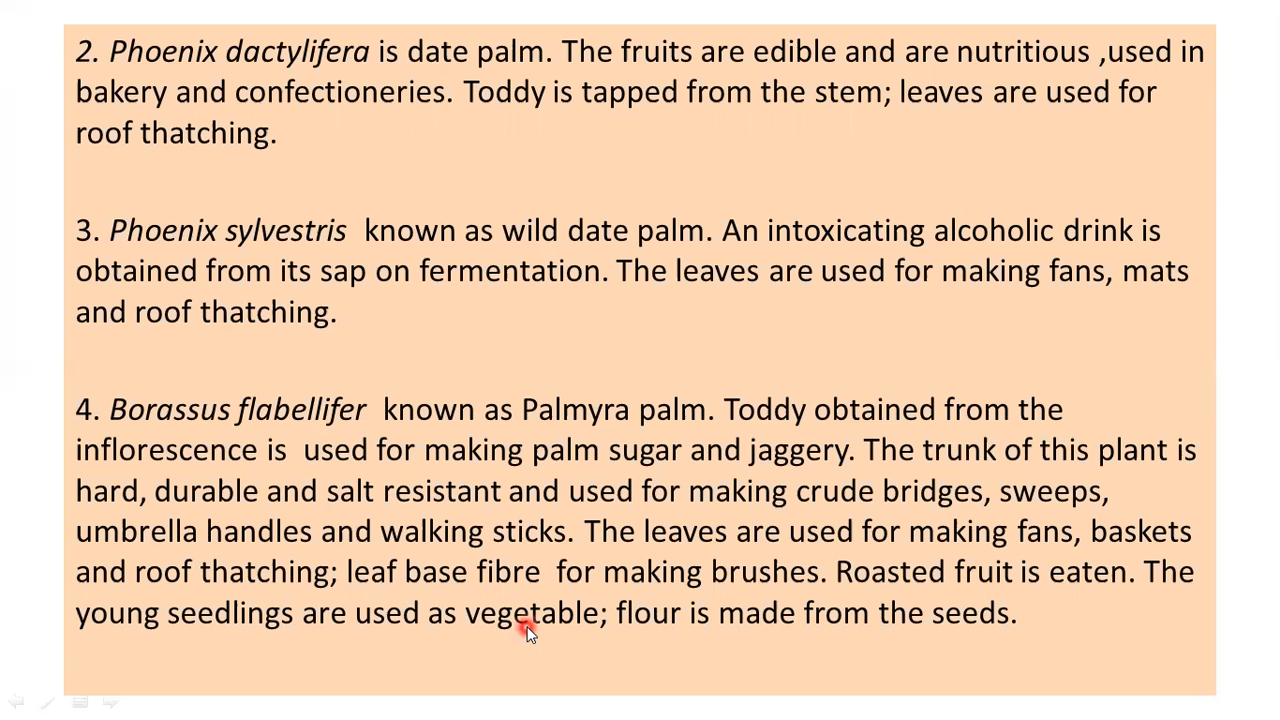 2. Phoenix dactylifera is date palm. The fruits are edible and are nutritious ,used in
bakery and confectioneries. Toddy is tapped from the stem; leaves are used for
roof thatching.
3. Phoenix sylvestris known as wild date palm. An intoxicating alcoholic drink is
obtained from its sap on fermentation. The leaves are used for making fans, mats
and roof thatching.
4. Borassus flabellifer known as Palmyra palm. Toddy obtained from the
inflorescence is used for making palm sugar and jaggery. The trunk of this plant is
hard, durable and salt resistant and used for making crude bridges, sweeps,
umbrella handles and walking sticks. The leaves are used for making fans, baskets
and roof thatching; leaf base fibre for making brushes. Roasted fruit is eaten. The
young seedlings are used as vegetable; flour is made from the seeds.